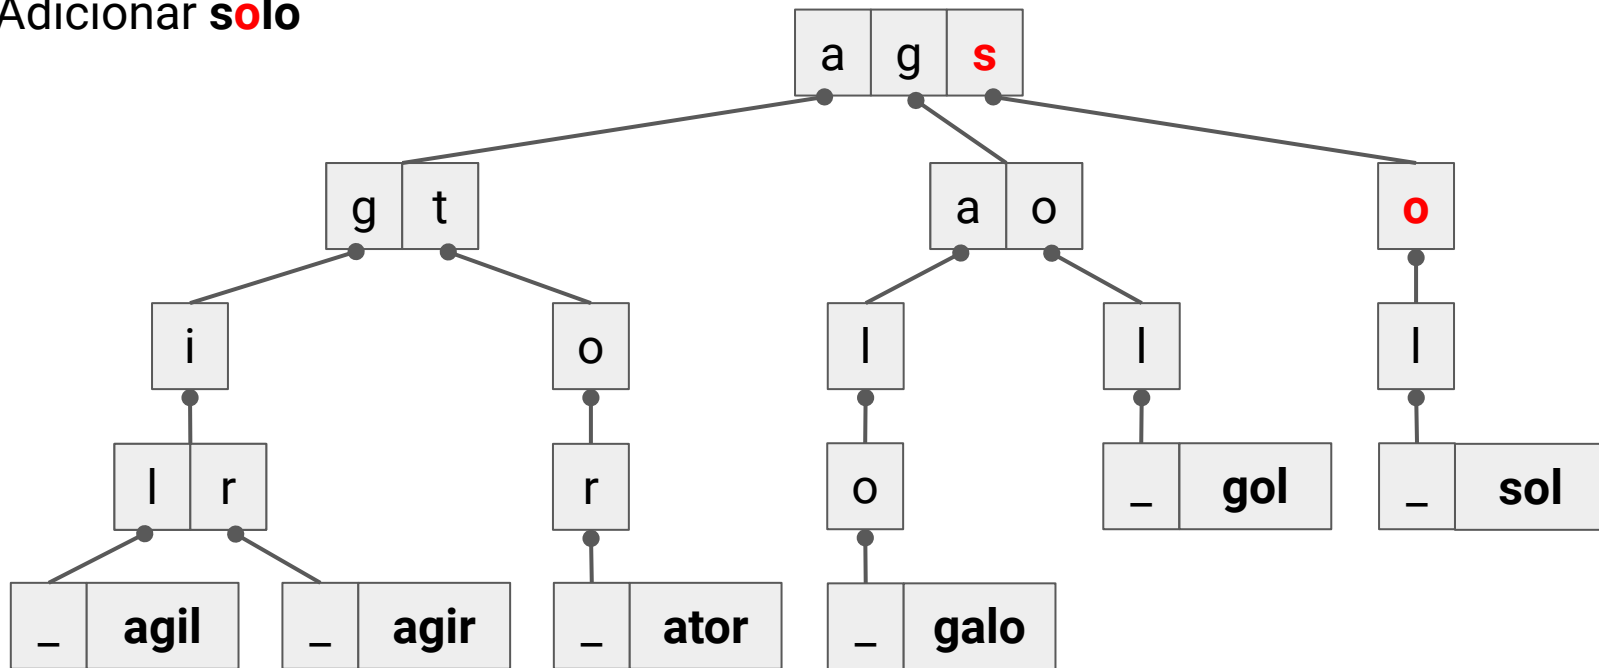 Adicionar solo
a g s
g t a o o
i o l l l
l r r o _ gol _ sol
_ agil _ agir _ ator _ galo